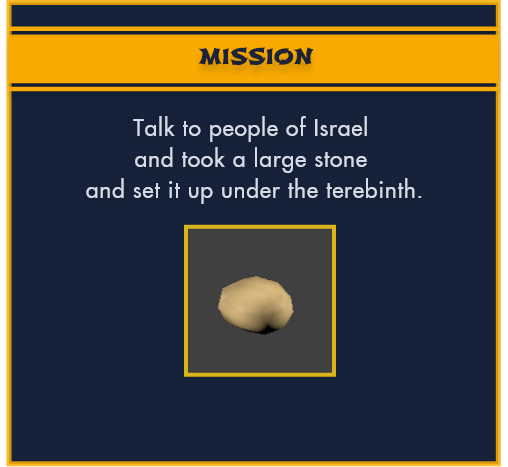 MISSION
Talk to people of Israel
and took a large stone
and set it up under the terebinth.